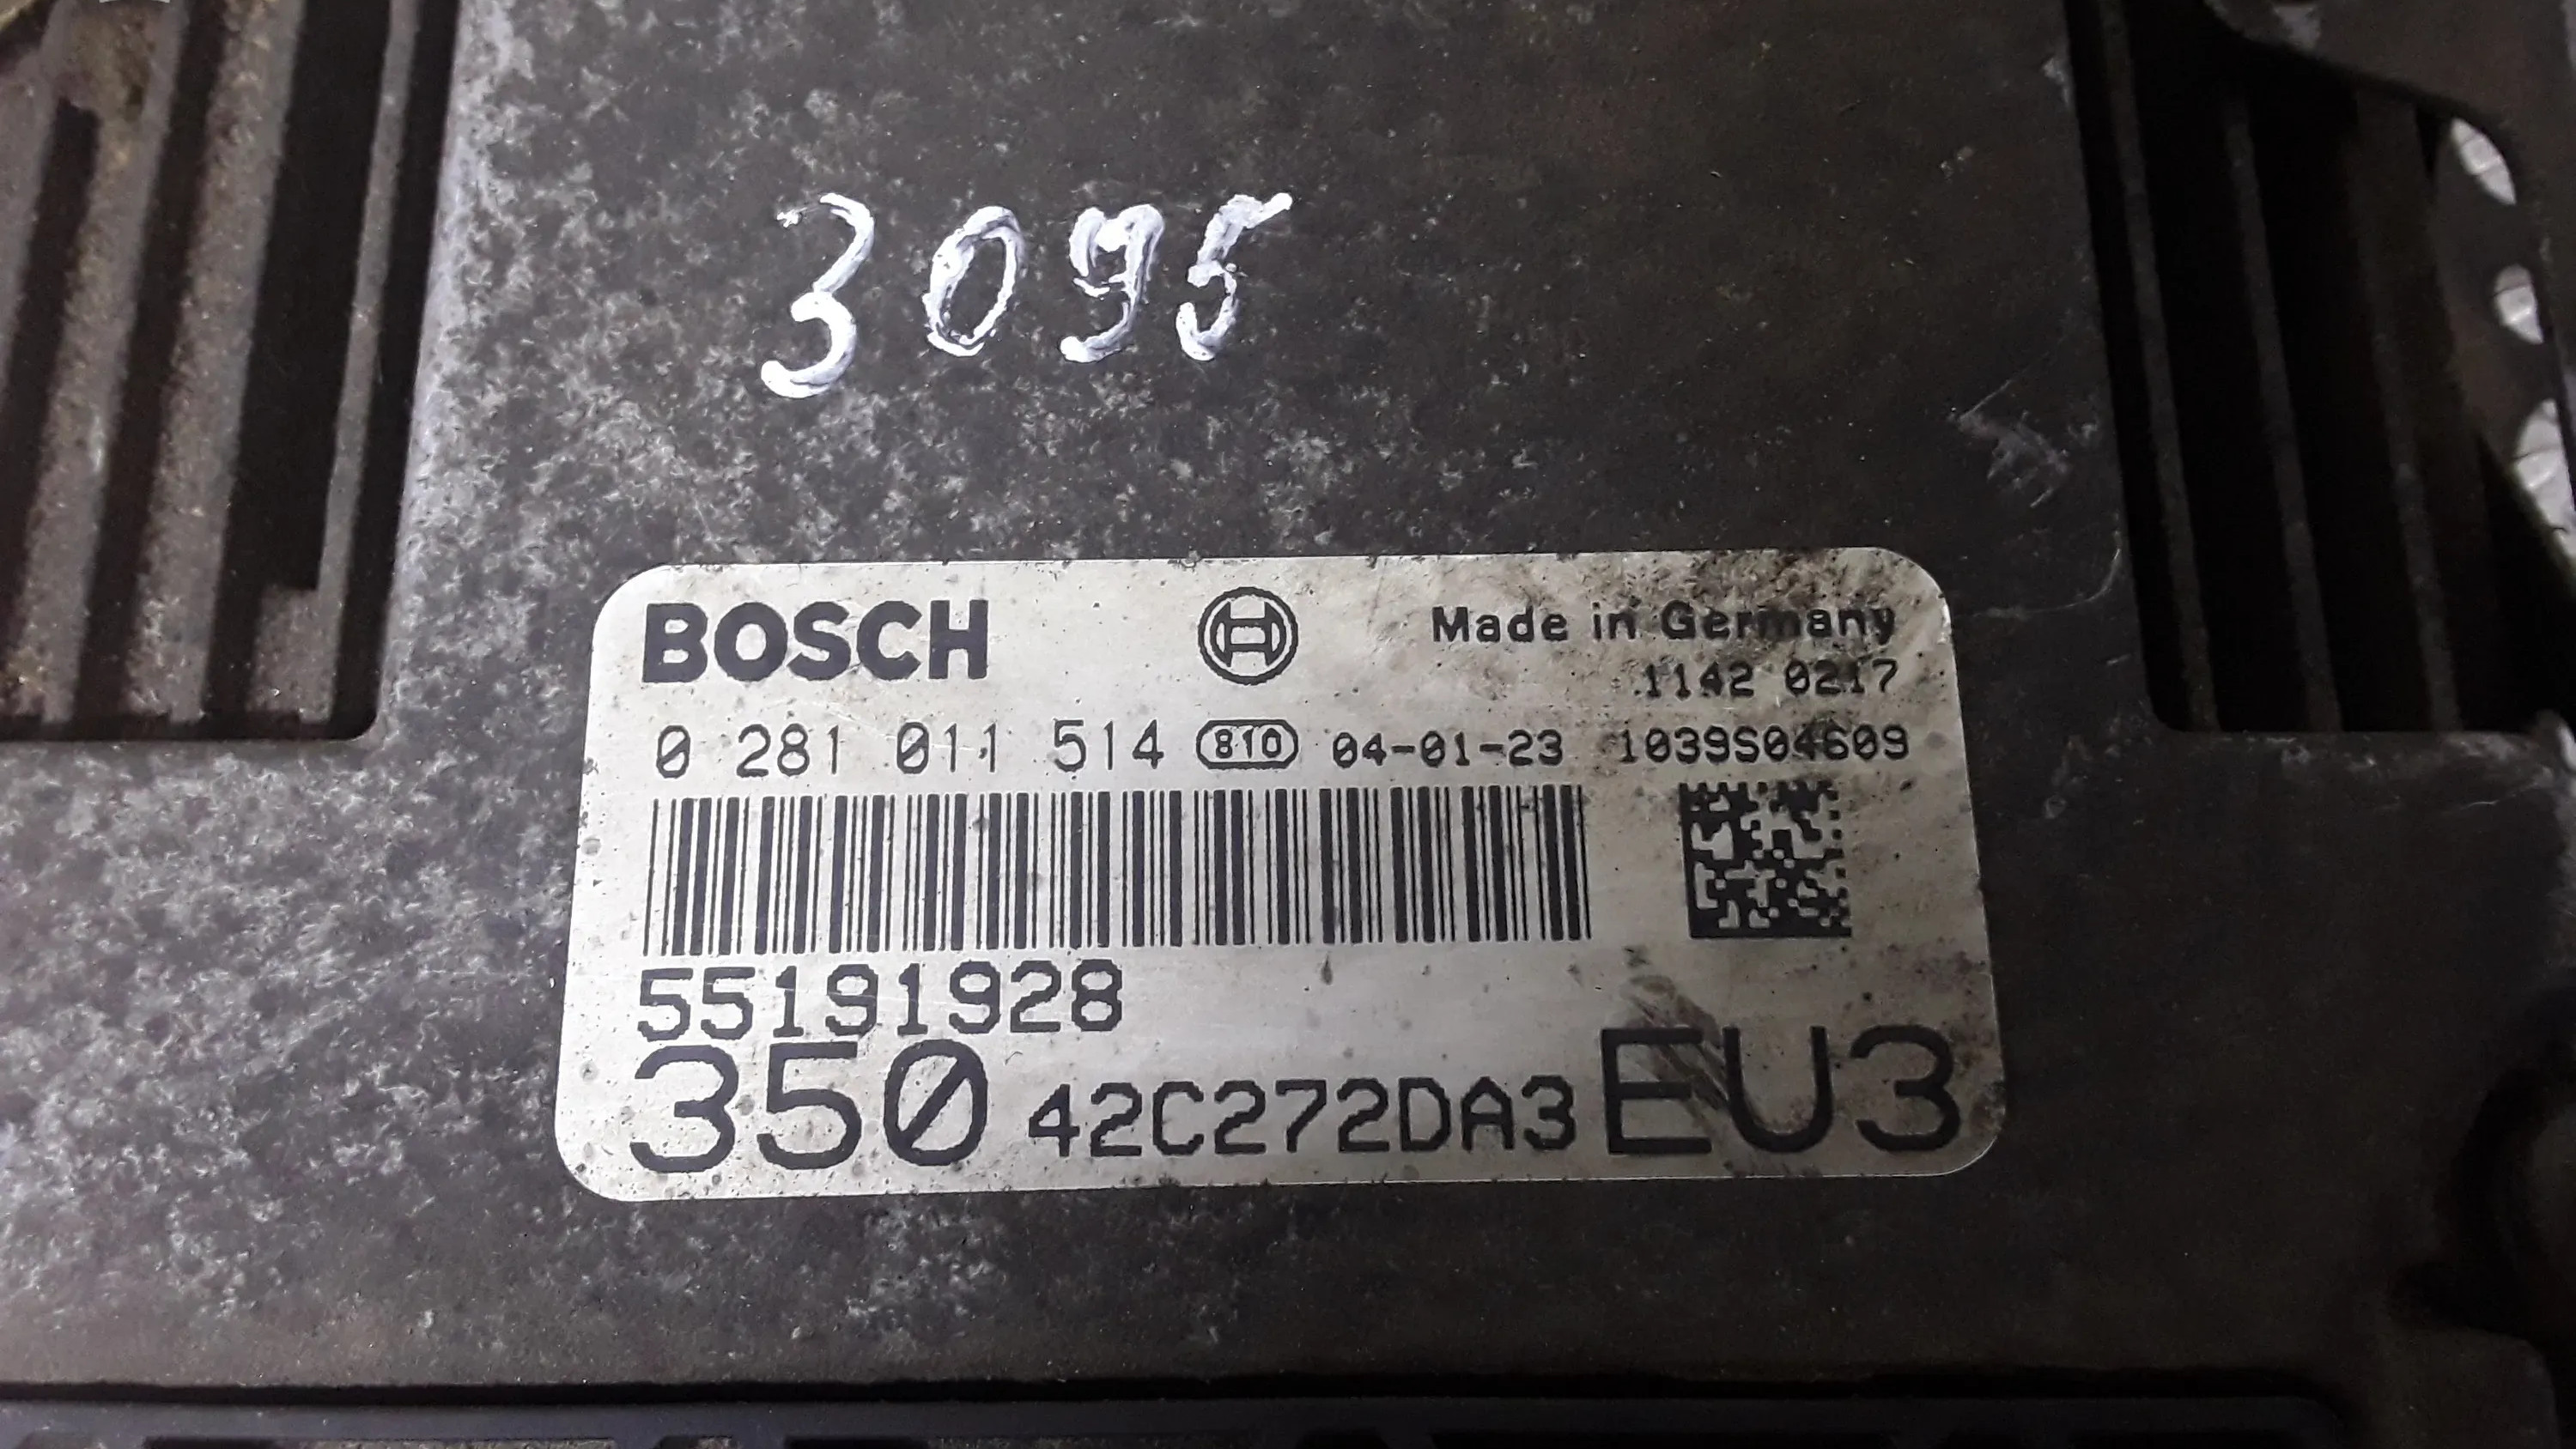 3095
BOSCH Made in Germany
1142 0217
0 281 011 514 810 04-01-23 1039S04609
55191928
350 42C272DA3 EU3